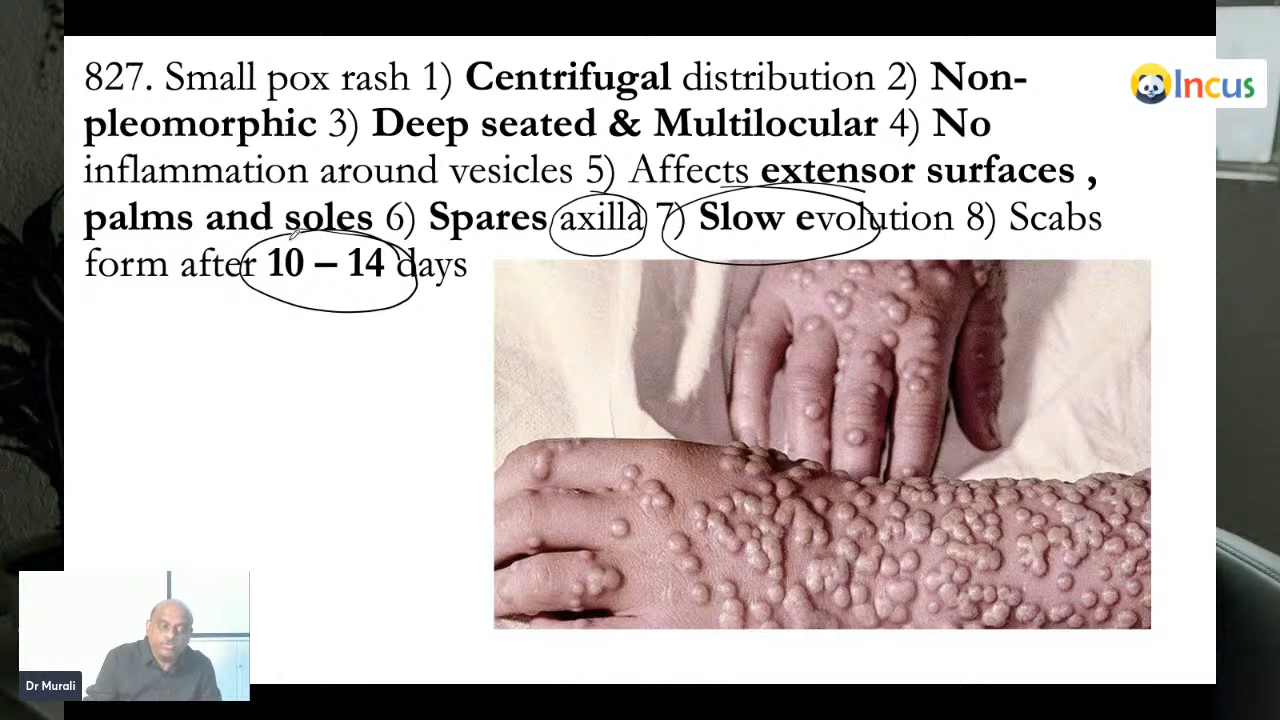 827. Small pox rash 1) Centrifugal distribution 2) Non-
pleomorphic 3) Deep seated & Multilocular 4) No
inflammation around vesicles 5) Affects extensor surfaces ,
palms and soles 6) Spares axilla 7) Slow evolution 8) Scabs
form after 10 – 14 days
Incus
Dr Murali